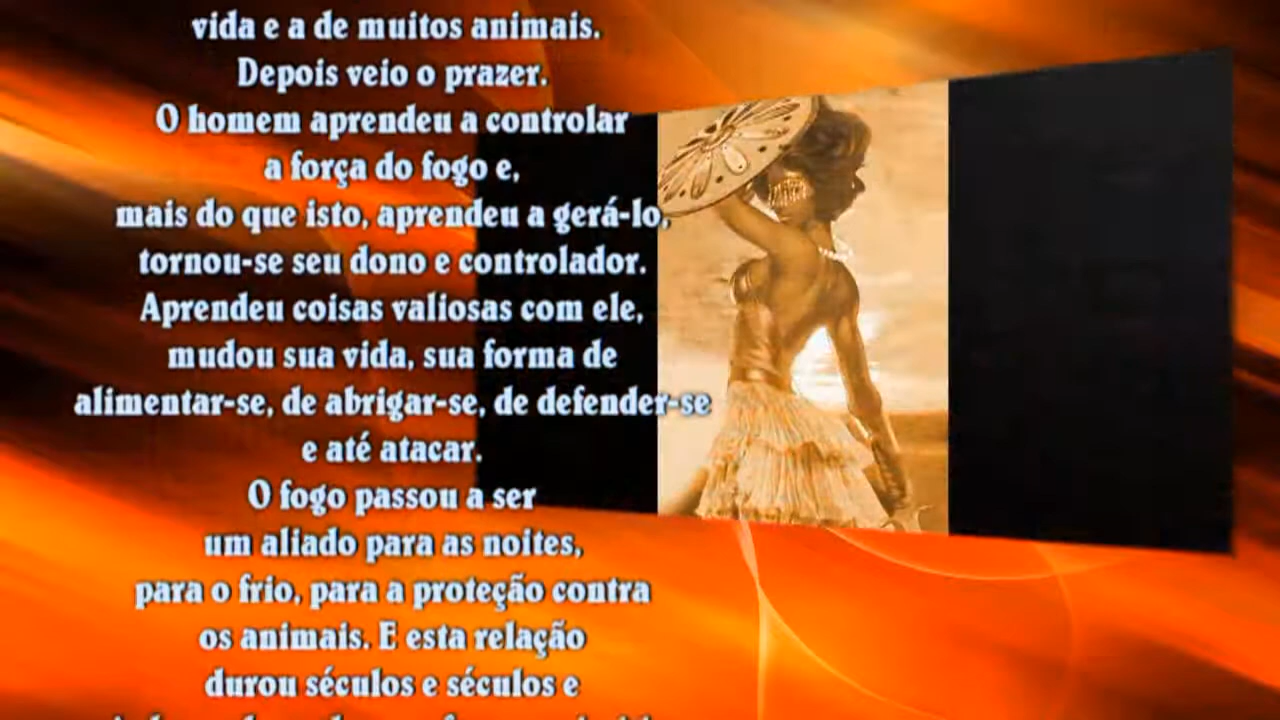 vida e a de muitos animais.
Depois veio o prazer.
O homem aprendeu a controlar
a força do fogo e,
mais do que isto, aprendeu a gerá-lo,
tornou-se seu dono e controlador.
Aprendeu coisas valiosas com ele,
mudou sua vida, sua forma de
alimentar-se, de abrigar-se, de defender-se
e até atacar.
O fogo passou a ser
um aliado para as noites,
para o frio, para a proteção contra
os animais. E esta relação
durou séculos e séculos e